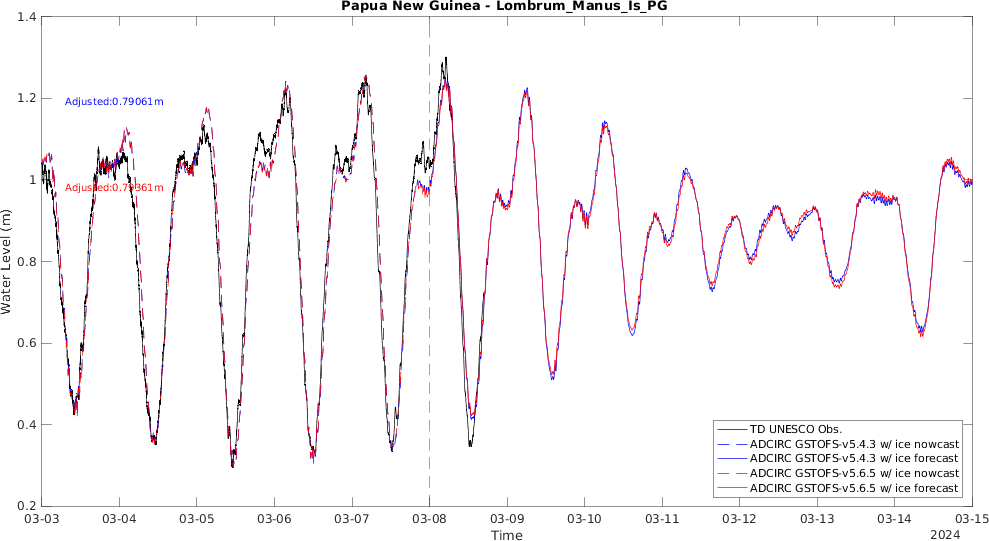 Papua New Guinea - Lombrum_Manus_Is_PG
1.4
1.2
1
0.8
0.6
0.4
0.2
Water Level (m)
Adjusted:0.79061m
Adjusted:0.79361m
TD UNESCO Obs.
ADCIRC GSTOFS-v5.4.3 w/ ice nowcast
ADCIRC GSTOFS-v5.4.3 w/ ice forecast
ADCIRC GSTOFS-v5.6.5 w/ ice nowcast
ADCIRC GSTOFS-v5.6.5 w/ ice forecast
03-03 03-04 03-05 03-06 03-07 03-08 03-09 03-10 03-11 03-12 03-13 03-14 03-15
Time
2024